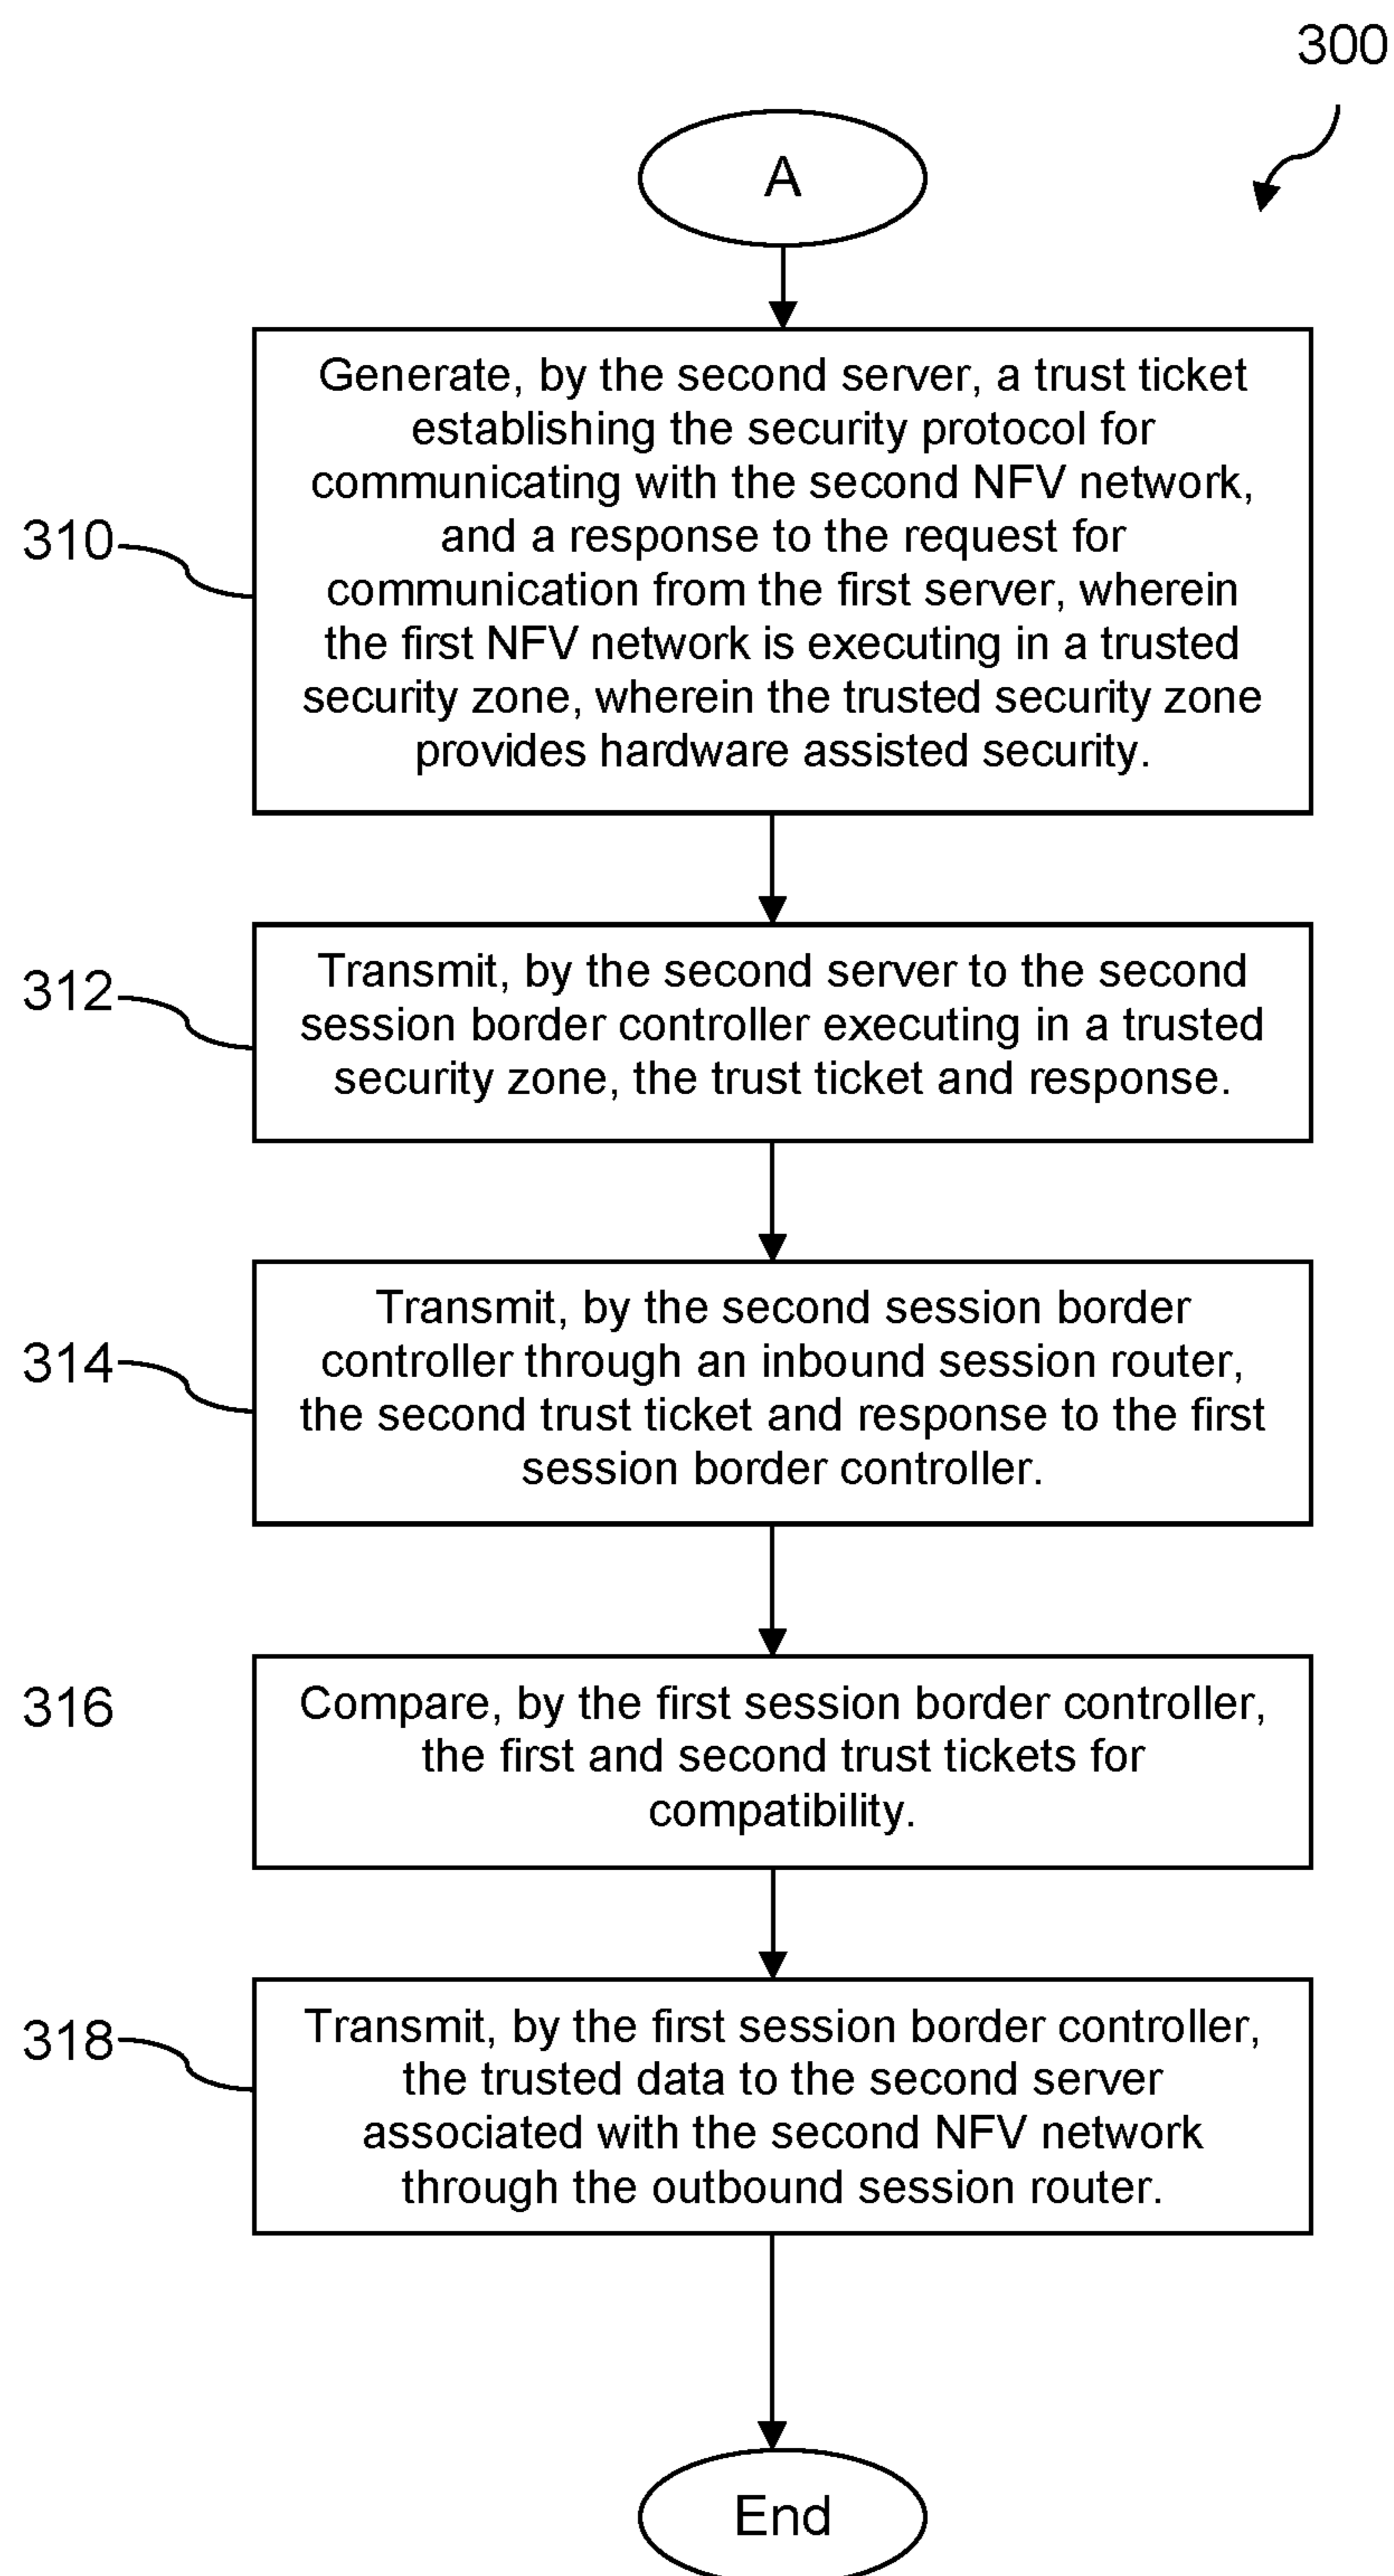 300
A
310
Generate, by the second server, a trust ticket
establishing the security protocol for
communicating with the second NFV network,
and a response to the request for
communication from the first server, wherein
the first NFV network is executing in a trusted
security zone, wherein the trusted security zone
provides hardware assisted security.
312
Transmit, by the second server to the second
session border controller executing in a trusted
security zone, the trust ticket and response.
314
Transmit, by the second session border
controller through an inbound session router,
the second trust ticket and response to the first
session border controller.
316
Compare, by the first session border controller,
the first and second trust tickets for
compatibility.
318
Transmit, by the first session border controller,
the trusted data to the second server
associated with the second NFV network
through the outbound session router.
End